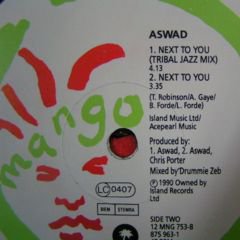 ASWAD
1. NEXT TO YOU
(TRIBAL JAZZ MIX)
4.13
2. NEXT TO YOU
3.35
(T. Robinson/A. Gaye/
B. Forde/L. Forde)
Island Music Ltd/
Acepearl Music
Produced by:
1. Aswad, 2. Aswad,
Chris Porter
Mixed by 'Drummie Zeb
mango
LC 0407
BIEM STEMRA
℗ 1990 Owned by
Island Records
Ltd
SIDE TWO
12 MNG 753-B
875 963-1